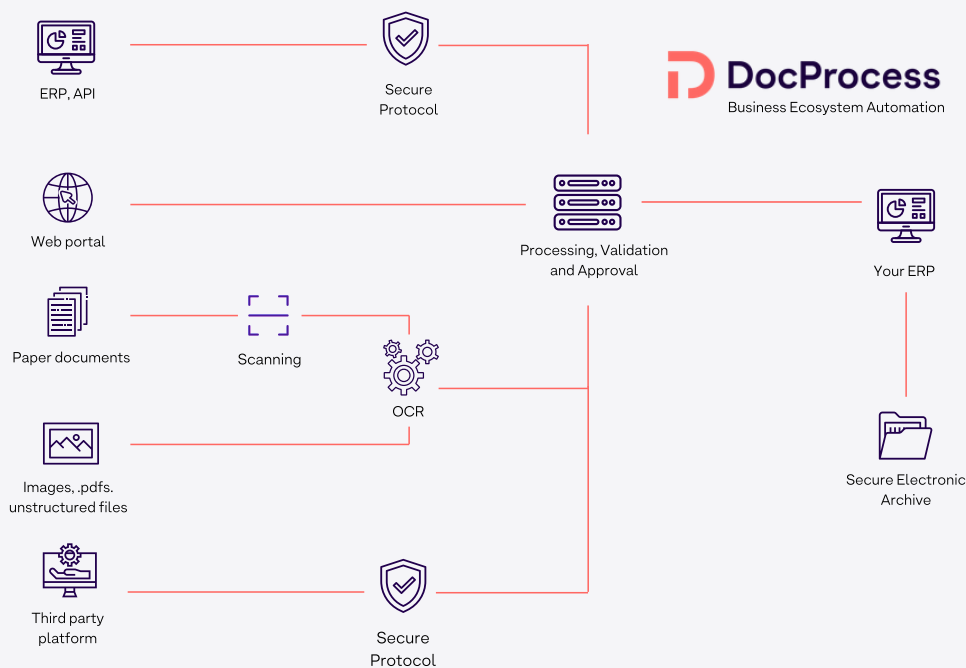 ERP, API
Secure
Protocol
DocProcess
Business Ecosystem Automation
Web portal
Processing, Validation
and Approval
Your ERP
Paper documents
Scanning
OCR
Images, .pdfs.
unstructured files
Secure Electronic
Archive
Third party
platform
Secure
Protocol